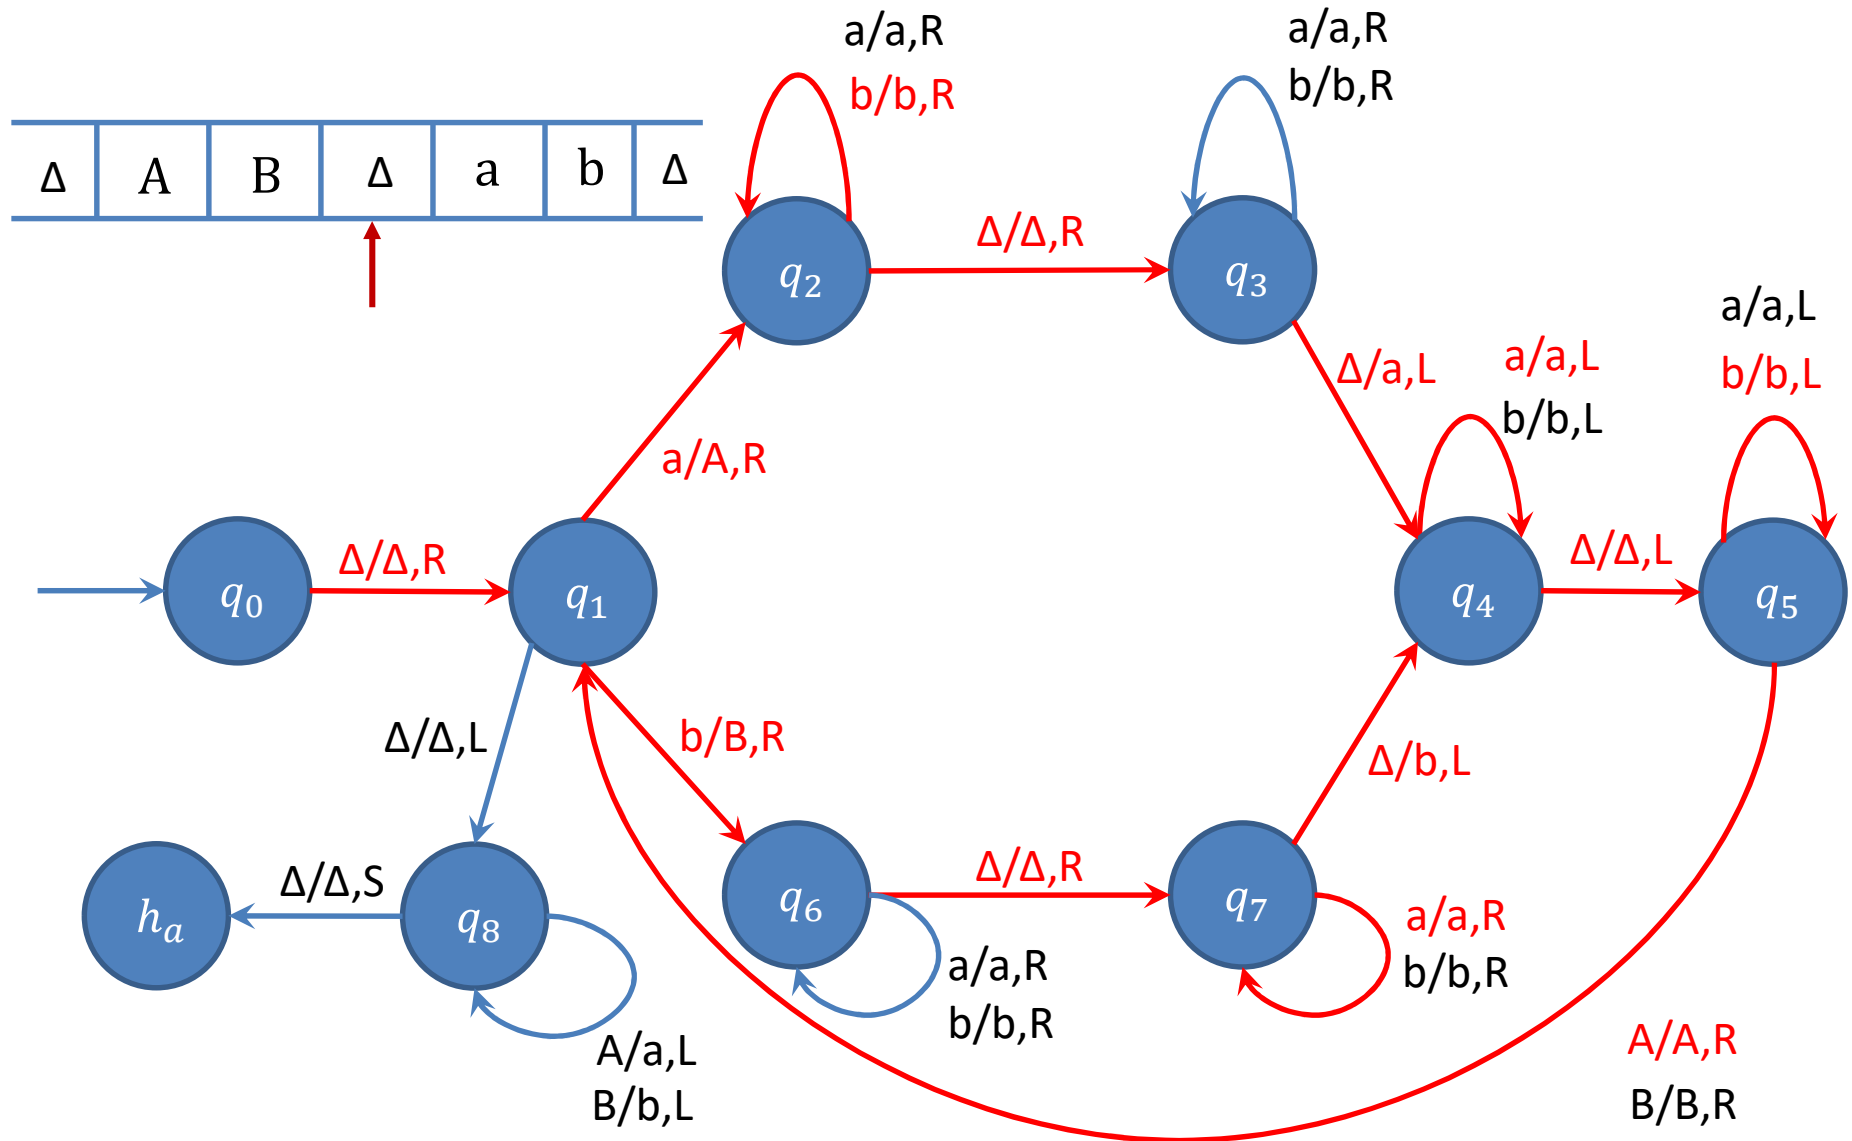 a/a,R
b/b,R
a/a,R
b/b,R
Δ A B Δ a b Δ
q2
Δ/Δ,R
q3
a/a,L
b/b,L
Δ/a,L
a/a,L
b/b,L
a/A,R
q0
Δ/Δ,R
q1
q4
Δ/Δ,L
q5
Δ/Δ,L
b/B,R
Δ/b,L
ha
Δ/Δ,S
q8
q6
Δ/Δ,R
q7
a/a,R
b/b,R
a/a,R
b/b,R
A/a,L
B/b,L
A/A,R
B/B,R